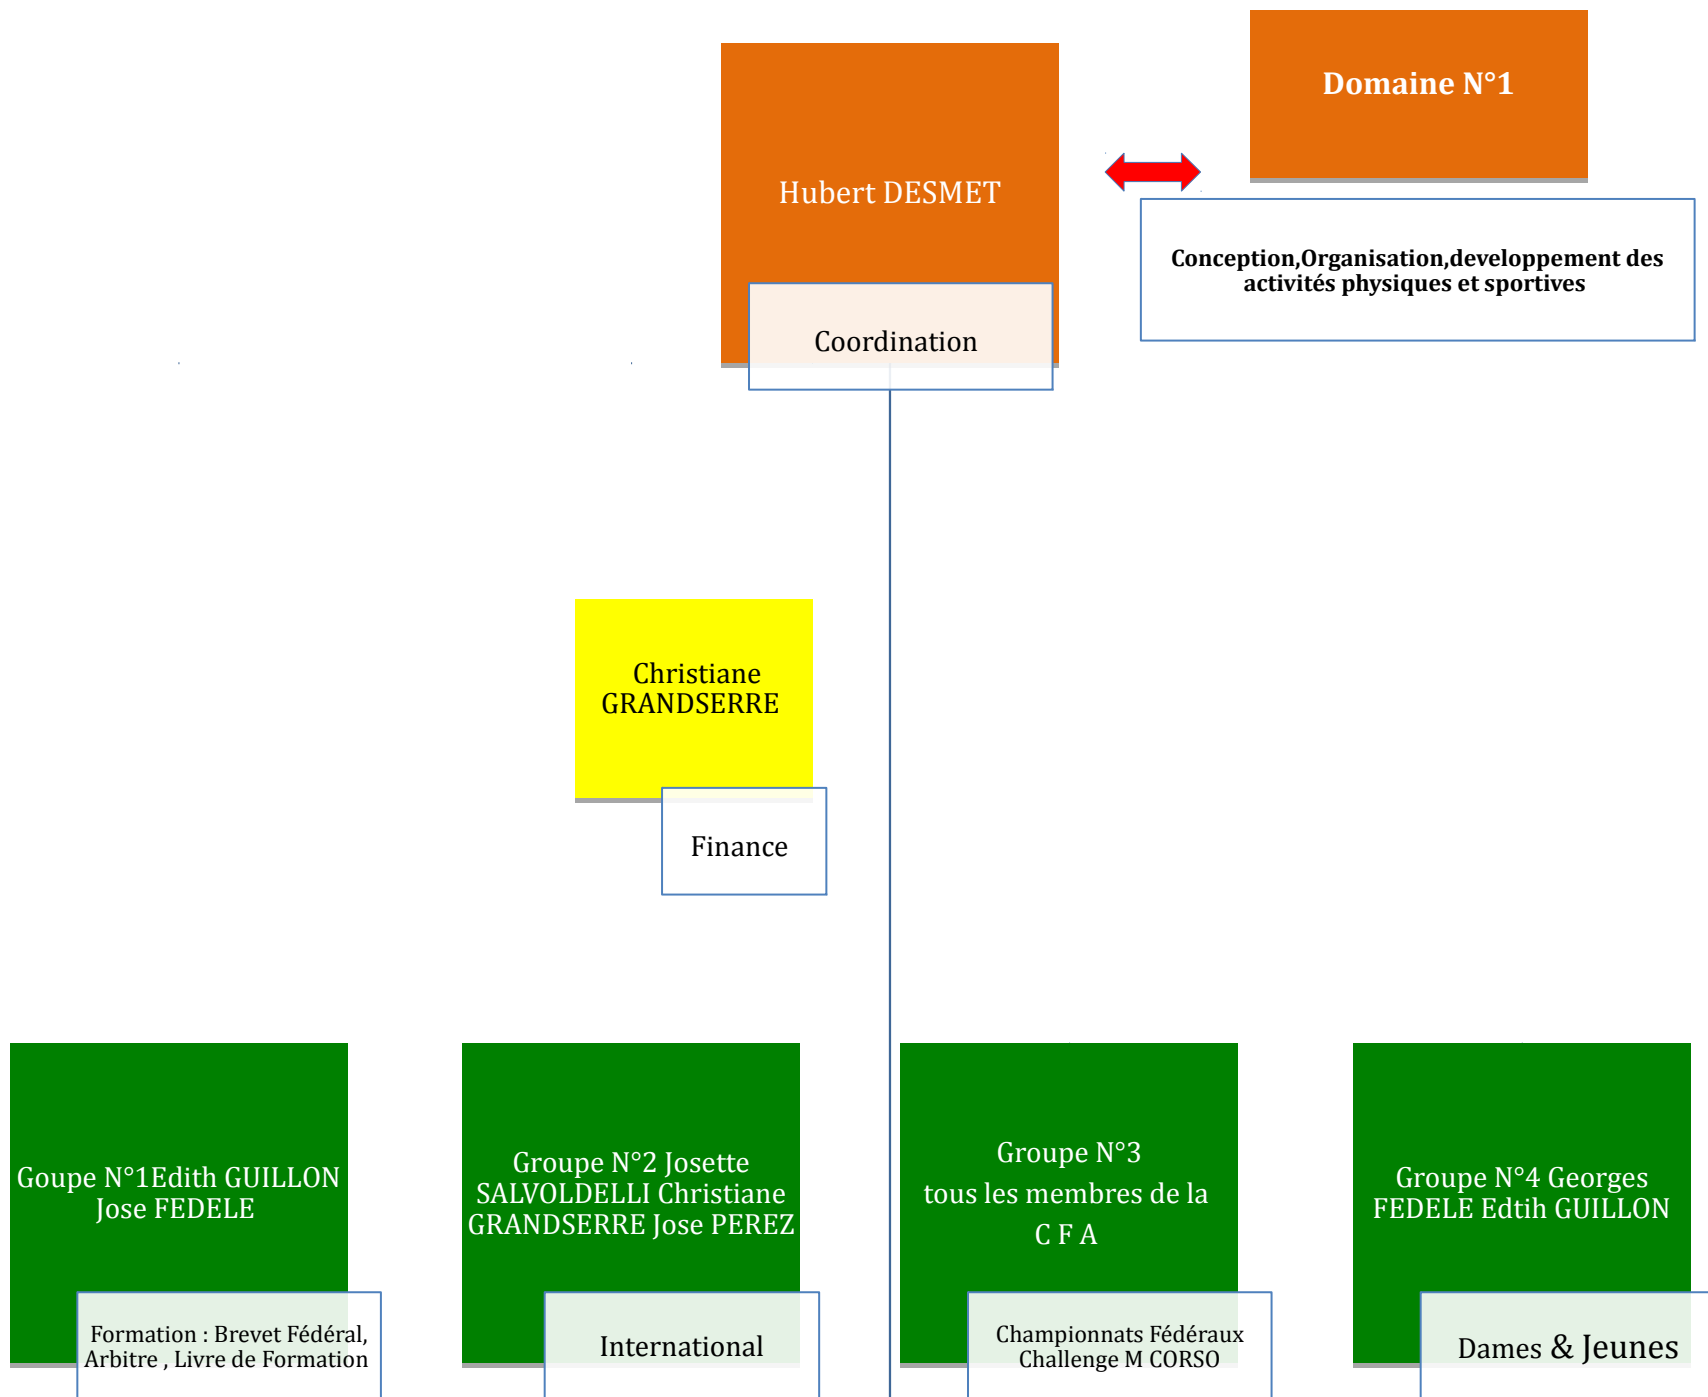 Domaine N°1
Hubert DESMET
Conception,Organisation,developpement des
activités physiques et sportives
Coordination
Christiane
GRANDSERRE
Finance
Goupe N°1Edith GUILLON
Jose FEDELE
Formation : Brevet Fédéral,
Arbitre , Livre de Formation
Groupe N°2 Josette
SALVOLDELLI Christiane
GRANDSERRE Jose PEREZ
International
Groupe N°3
tous les membres de la
C F A
Championnats Fédéraux
Challenge M CORSO
Groupe N°4 Georges
FEDELE Edtih GUILLON
Dames & Jeunes